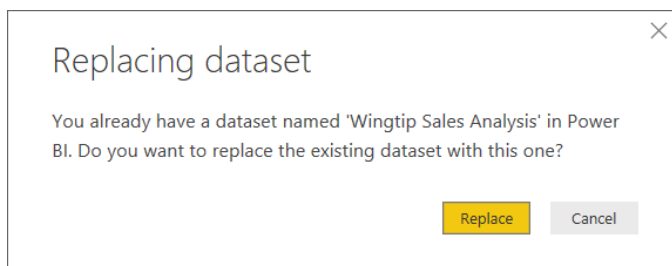 Replacing dataset
You already have a dataset named 'Wingtip Sales Analysis' in Power
BI. Do you want to replace the existing dataset with this one?
Replace Cancel